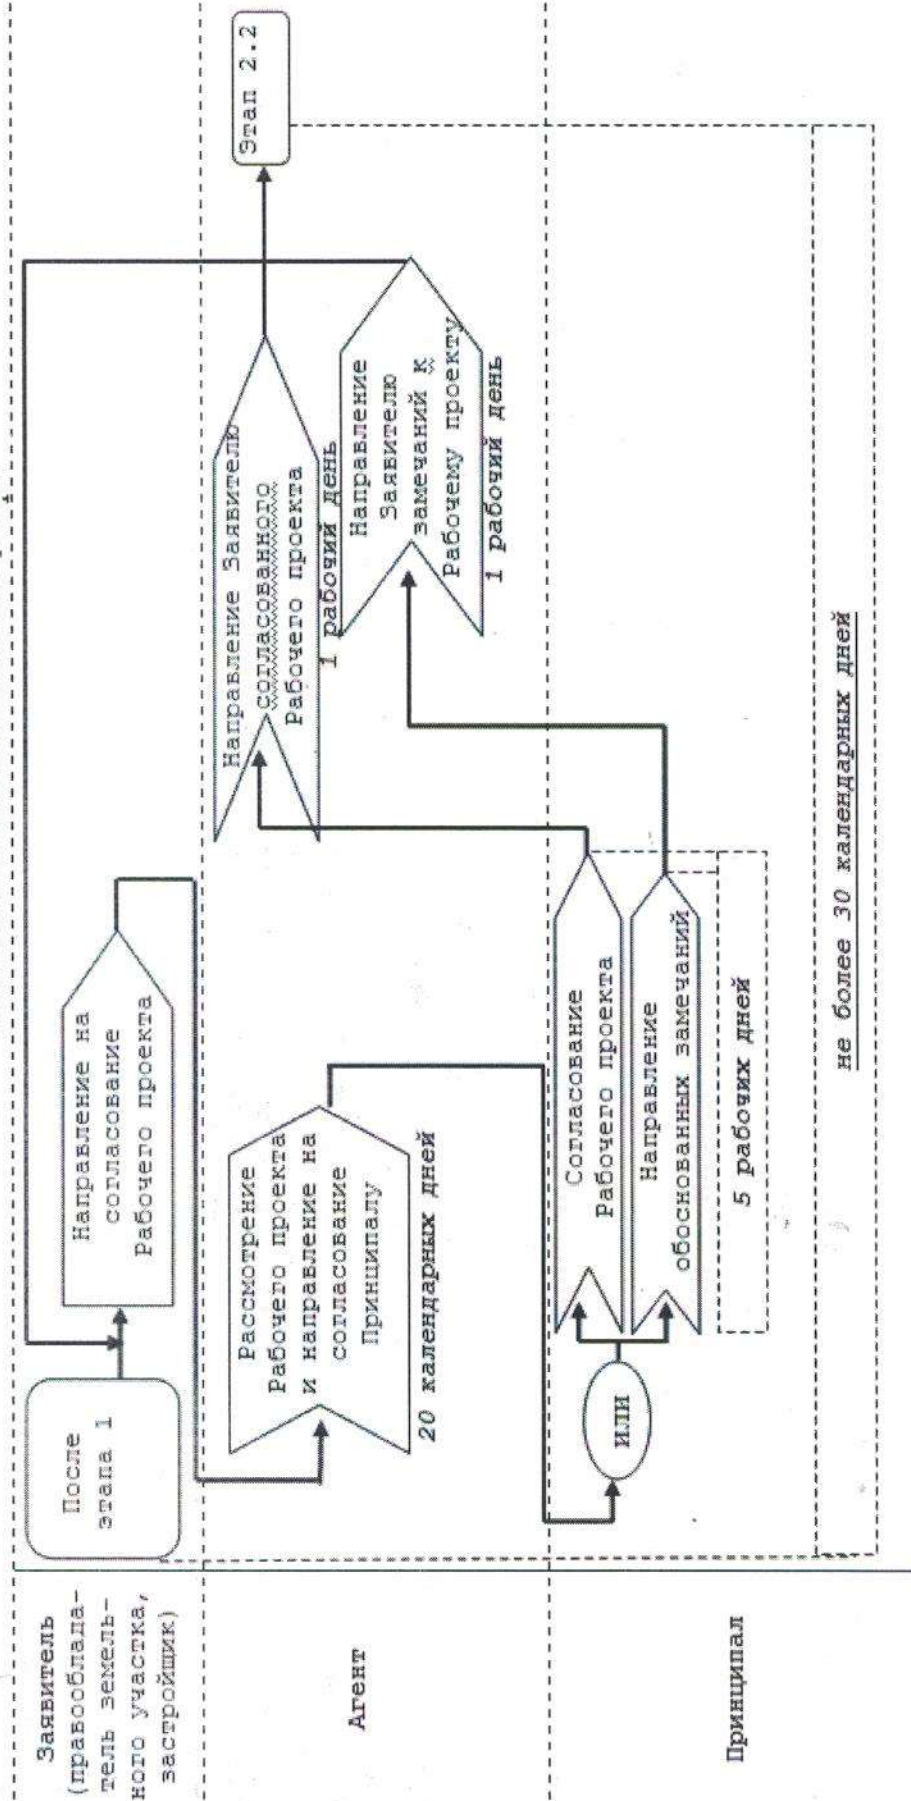 Заявитель
(правооблада-
тель земель-
ного участка,
застройщик)
После
этапа 1
Направление на
согласование
Рабочего проекта
Агент
Рассмотрение
Рабочего проекта
и направление на
согласование
Принципалу
20 календарных дней
Направление Заявителю
согласованного
Рабочего проекта
1 рабочий день
Направление
Заявителю
замечаний к
Рабочему проекту
1 рабочий день
Этап 2.2
Принципал
или
Согласование
Рабочего проекта
Направление
обоснованных замечаний
5 рабочих дней
не более 30 календарных дней